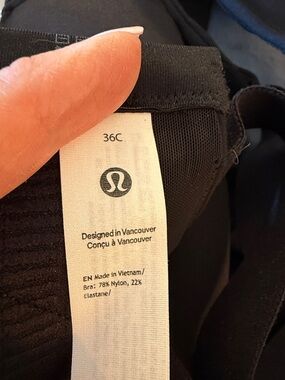 36C
Designed in Vancouver
Conçu à Vancouver
EN Made in Vietnam/
Bra: 78% Nylon, 22%
Elastane/